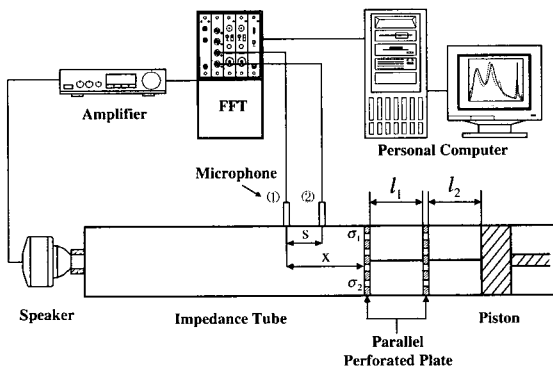 FFT
Amplifier
Personal Computer
Microphone
(1)
(2)
l₁
l₂
S
σ₁
X
σ₂
Speaker
Impedance Tube
Piston
Parallel
Perforated Plate